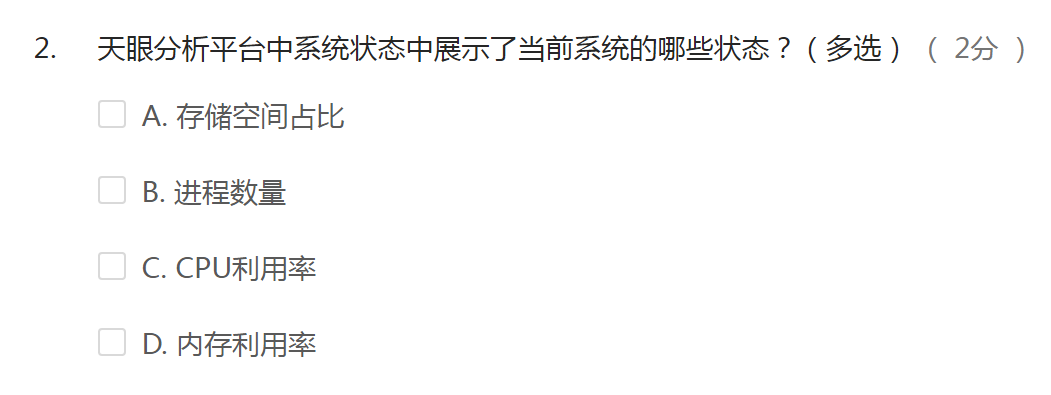 2. 天眼分析平台中系统状态中展示了当前系统的哪些状态？（多选）（ 2分 ）
A. 存储空间占比
B. 进程数量
C. CPU利用率
D. 内存利用率